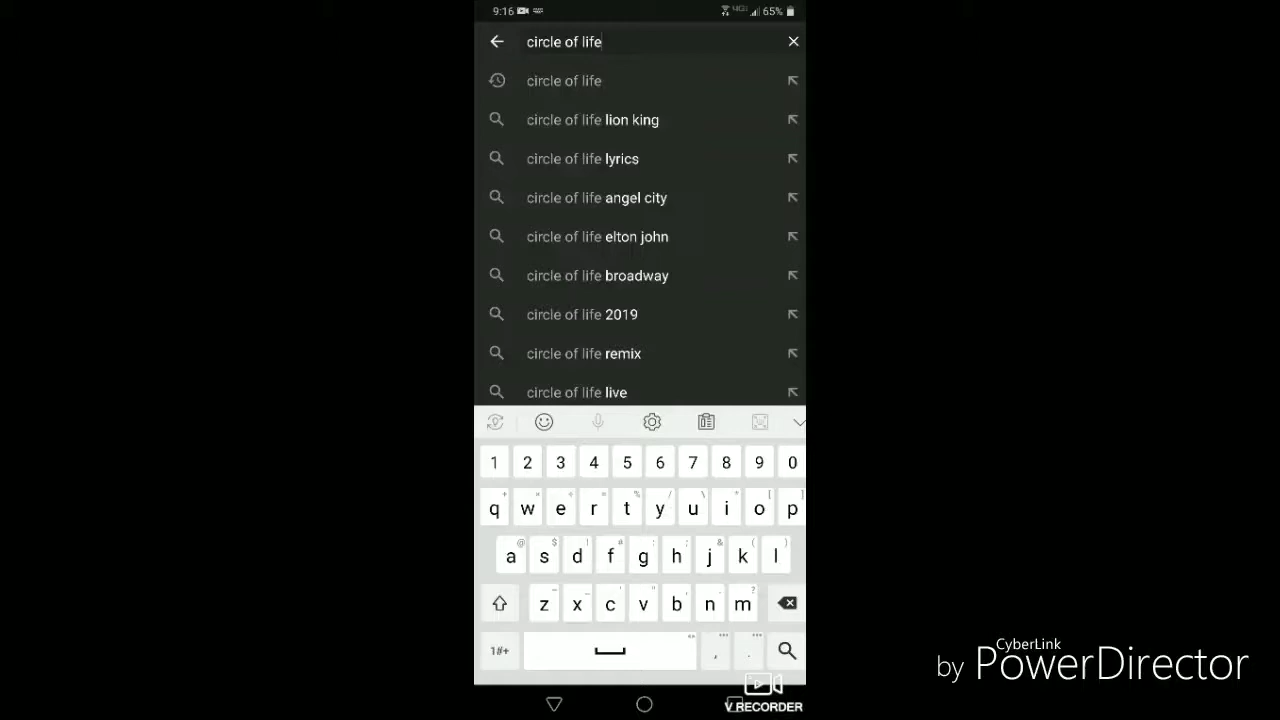 9:16 65%
circle of life
circle of life
circle of life lion king
circle of life lyrics
circle of life angel city
circle of life elton john
circle of life broadway
circle of life 2019
circle of life remix
circle of life live
1 2 3 4 5 6 7 8 9 0
q w e r t y u i o p
a s d f g h j k l
z x c v b n m
1#+ , .
CyberLink
by PowerDirector
V RECORDER